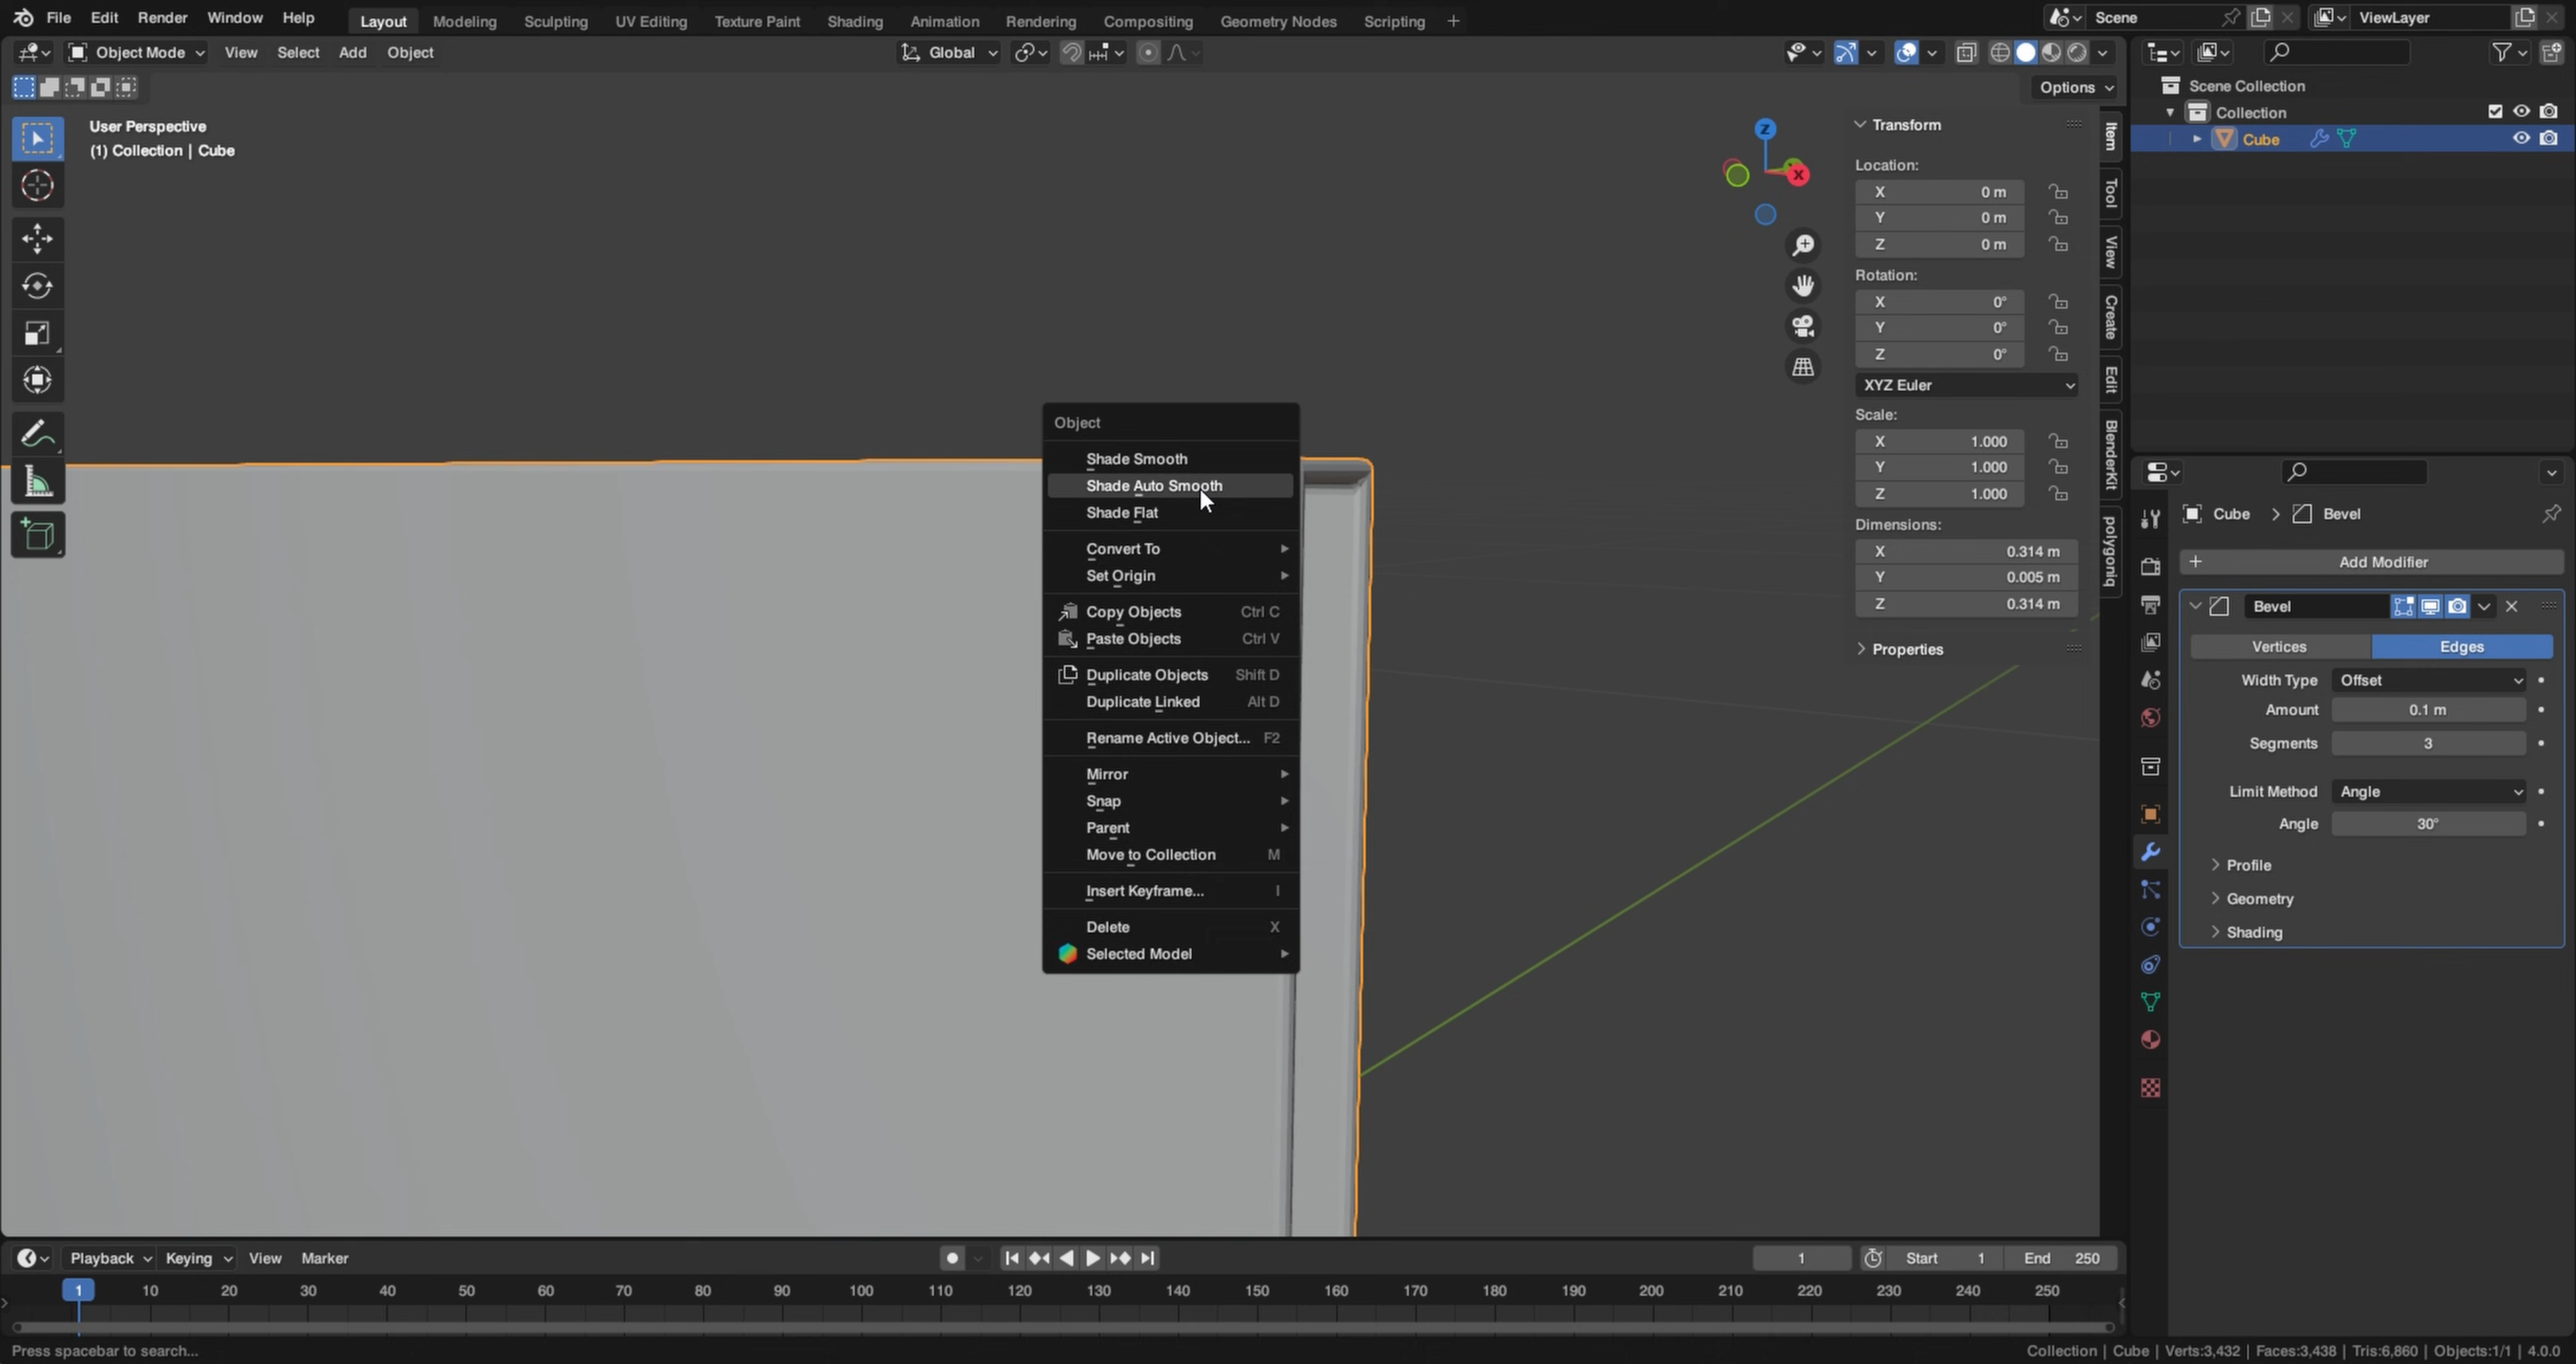 File Edit Render Window Help Layout Modeling Sculpting UV Editing Texture Paint Shading Animation Rendering Compositing Geometry Nodes Scripting + Scene ViewLayer
Object Mode View Select Add Object Global
Options
User Perspective
(1) Collection | Cube
Z
X
Transform
Location:
X 0 m
Y 0 m
Z 0 m
Rotation:
X 0°
Y 0°
Z 0°
XYZ Euler
Scale:
X 1.000
Y 1.000
Z 1.000
Dimensions:
X 0.314 m
Y 0.005 m
Z 0.314 m
Properties
Item
Tool
View
Create
Edit
BlenderKit
polygoniq
Object
Shade Smooth
Shade Auto Smooth
Shade Flat
Convert To
Set Origin
Copy Objects Ctrl C
Paste Objects Ctrl V
Duplicate Objects Shift D
Duplicate Linked Alt D
Rename Active Object... F2
Mirror
Snap
Parent
Move to Collection M
Insert Keyframe... I
Delete X
Selected Model
Scene Collection
Collection
Cube
Cube > Bevel
+ Add Modifier
Bevel
Vertices Edges
Width Type Offset
Amount 0.1 m
Segments 3
Limit Method Angle
Angle 30°
Profile
Geometry
Shading
Playback Keying View Marker 1 Start 1 End 250
1 10 20 30 40 50 60 70 80 90 100 110 120 130 140 150 160 170 180 190 200 210 220 230 240 250
Press spacebar to search...
Collection | Cube | Verts:3,432 | Faces:3,438 | Tris:6,860 | Objects:1/1 | 4.0.0